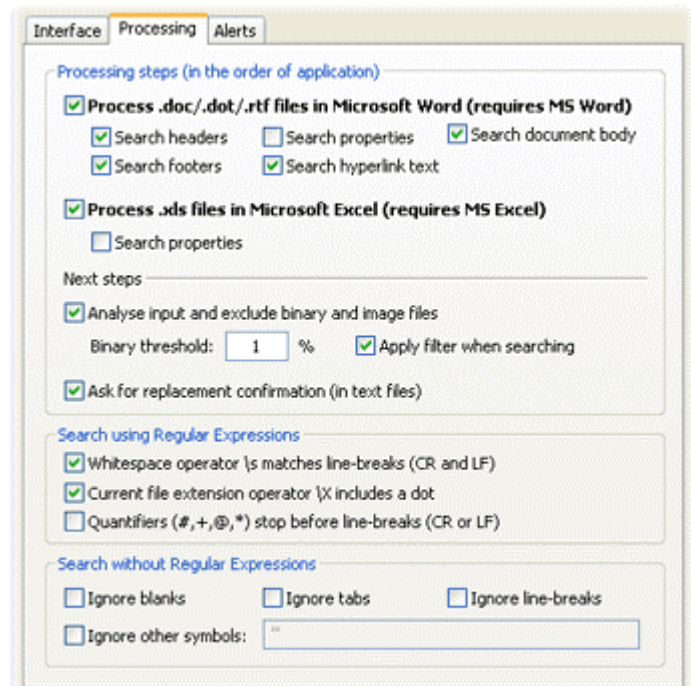 Interface Processing Alerts
Processing steps (in the order of application)
Process .doc/.dot/.rtf files in Microsoft Word (requires MS Word)
Search headers Search properties Search document body
Search footers Search hyperlink text
Process .xls files in Microsoft Excel (requires MS Excel)
Search properties
Next steps
Analyse input and exclude binary and image files
Binary threshold: 1 % Apply filter when searching
Ask for replacement confirmation (in text files)
Search using Regular Expressions
Whitespace operator \s matches line-breaks (CR and LF)
Current file extension operator \X includes a dot
Quantifiers (#,+,@,*) stop before line-breaks (CR or LF)
Search without Regular Expressions
Ignore blanks Ignore tabs Ignore line-breaks
Ignore other symbols: